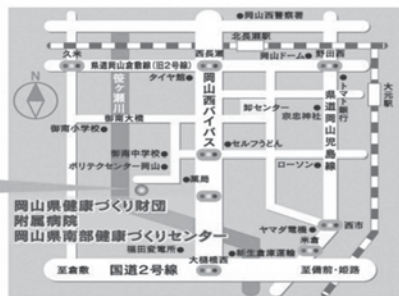 岡山西警察署
北長瀬駅
久米
西長瀬
岡山ドーム
野田西
県道岡山倉敷線(旧2号線)
タイヤ館
N
笹ヶ瀬川
岡山西バイパス
卸センター
宗忠神社
県道岡山児島線
トマト銀行
大元駅
御南大橋
御南小学校
御南中学校
セルフうどん
ポリテクセンター岡山
ローソン
薬局
岡山県健康づくり財団
附属病院
岡山県南部健康づくりセンター
ヤマダ電機
西市
米倉
福田変電所
新生倉庫運輸
大樋橋西
至倉敷
国道2号線
至備前・姫路